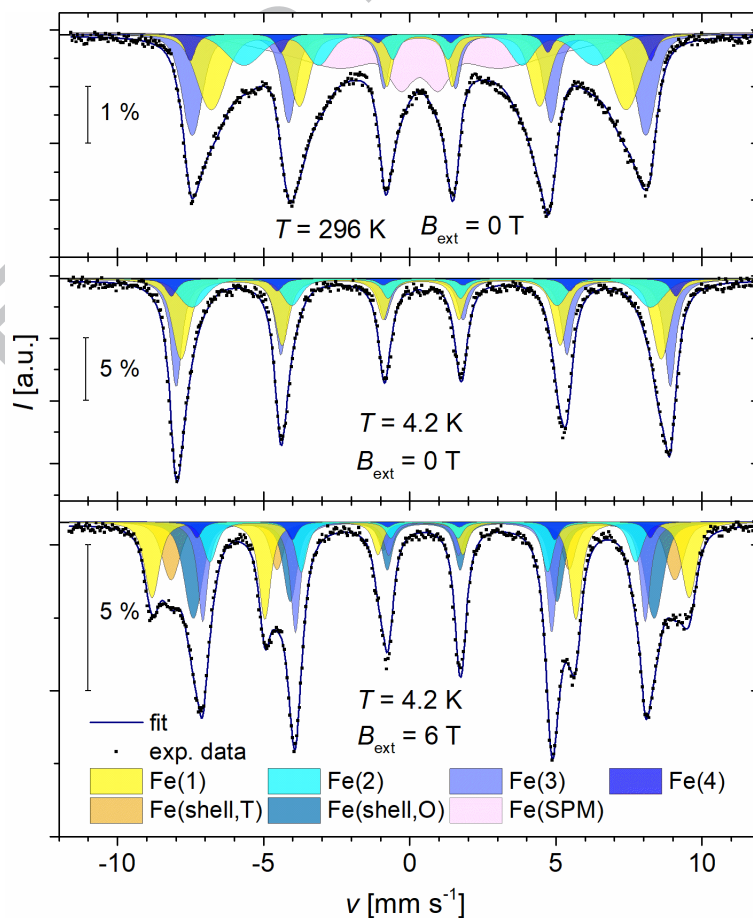 1 %
T = 296 K B_ext = 0 T
5 %
T = 4.2 K
B_ext = 0 T
I [a.u.]
5 %
T = 4.2 K
B_ext = 6 T
fit
exp. data
Fe(1) Fe(2) Fe(3) Fe(4)
Fe(shell,T) Fe(shell,O) Fe(SPM)
-10 -5 0 5 10
v [mm s⁻¹]